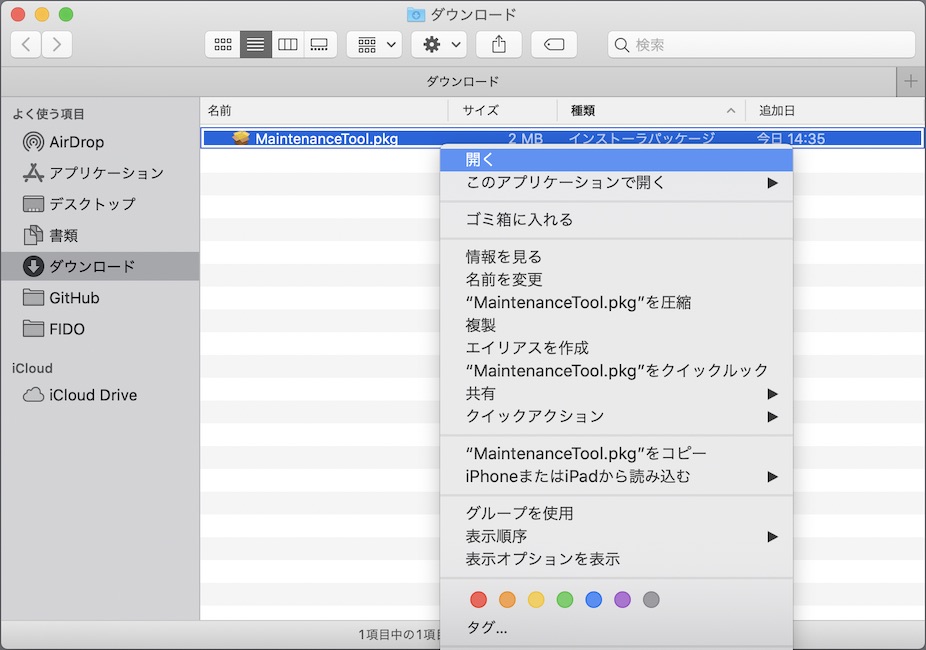 ダウンロード
検索
ダウンロード
よく使う項目
AirDrop
アプリケーション
デスクトップ
書類
ダウンロード
GitHub
FIDO
iCloud
iCloud Drive
名前 サイズ 種類 追加日
MaintenanceTool.pkg 2 MB インストーラパッケージ 今日 14:35
開く
このアプリケーションで開く
ゴミ箱に入れる
情報を見る
名前を変更
“MaintenanceTool.pkg”を圧縮
複製
エイリアスを作成
“MaintenanceTool.pkg”をクイックルック
共有
クイックアクション
“MaintenanceTool.pkg”をコピー
iPhoneまたはiPadから読み込む
グループを使用
表示順序
表示オプションを表示
タグ...
1項目中の1項